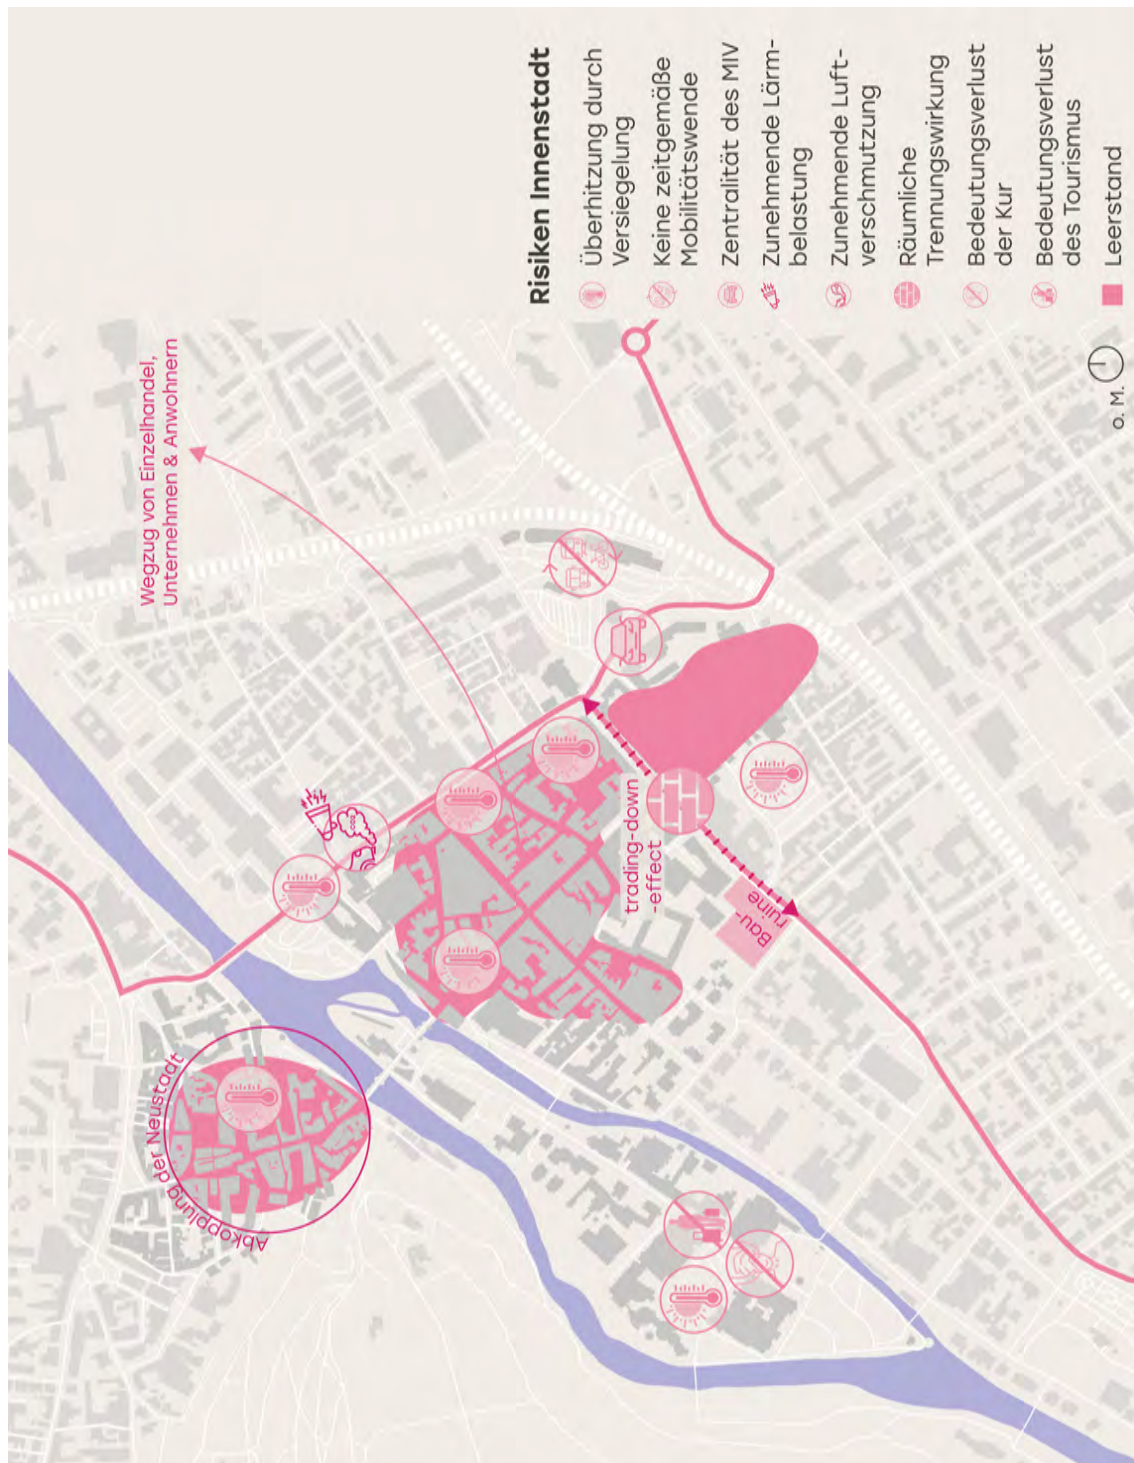 Risiken Innenstadt
Überhitzung durch
Versiegelung
Keine zeitgemäße
Mobilitätswende
Zentralität des MIV
Zunehmende Lärm-
belastung
Zunehmende Luft-
verschmutzung
Räumliche
Trennungswirkung
Bedeutungsverlust
der Kur
Bedeutungsverlust
des Tourismus
Leerstand
o. M.
Wegzug von Einzelhandel,
Unternehmen & Anwohnern
Abkopplung der Neustadt
trading-down
-effect
Bau-
ruine